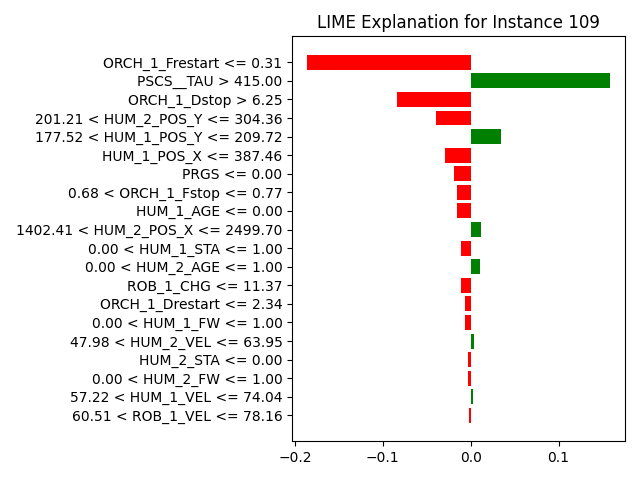 LIME Explanation for Instance 109
ORCH_1_Frestart <= 0.31
PSCS__TAU > 415.00
ORCH_1_Dstop > 6.25
201.21 < HUM_2_POS_Y <= 304.36
177.52 < HUM_1_POS_Y <= 209.72
HUM_1_POS_X <= 387.46
PRGS <= 0.00
0.68 < ORCH_1_Fstop <= 0.77
HUM_1_AGE <= 0.00
1402.41 < HUM_2_POS_X <= 2499.70
0.00 < HUM_1_STA <= 1.00
0.00 < HUM_2_AGE <= 1.00
ROB_1_CHG <= 11.37
ORCH_1_Drestart <= 2.34
0.00 < HUM_1_FW <= 1.00
47.98 < HUM_2_VEL <= 63.95
HUM_2_STA <= 0.00
0.00 < HUM_2_FW <= 1.00
57.22 < HUM_1_VEL <= 74.04
60.51 < ROB_1_VEL <= 78.16
−0.2 −0.1 0.0 0.1